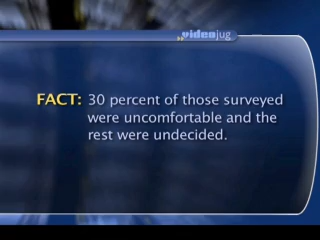 videojug
FACT: 30 percent of those surveyed
were uncomfortable and the
rest were undecided.